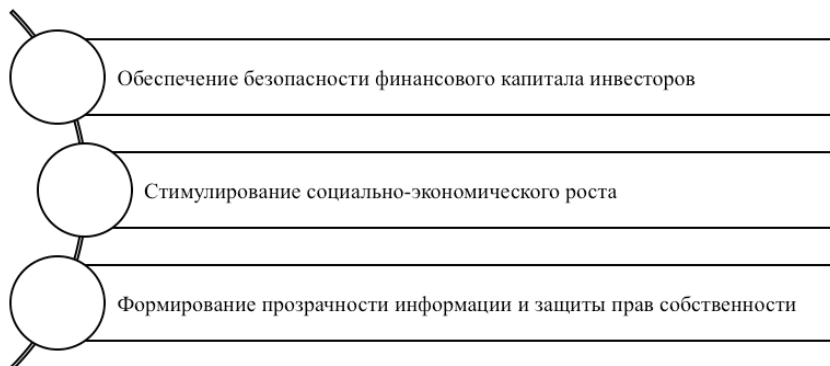 Обеспечение безопасности финансового капитала инвесторов
Стимулирование социально-экономического роста
Формирование прозрачности информации и защиты прав собственности